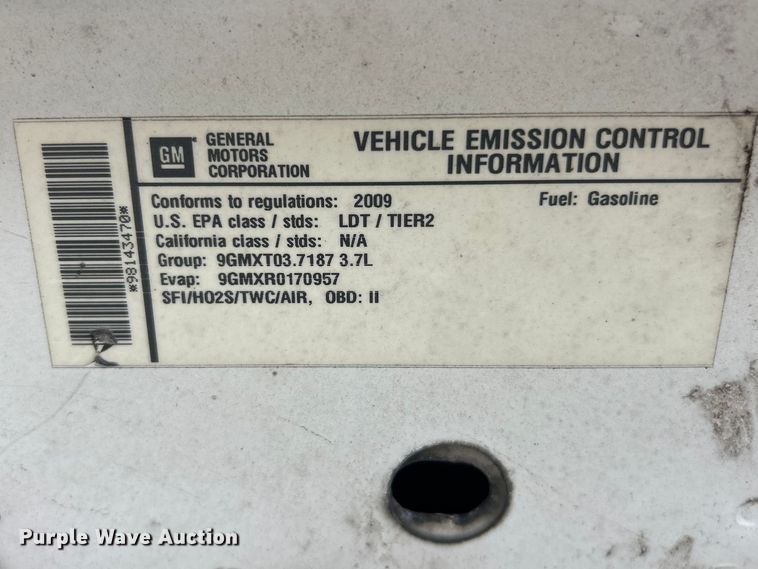 *98143470*
GM
GENERAL
MOTORS
CORPORATION
VEHICLE EMISSION CONTROL
INFORMATION
Conforms to regulations: 2009
Fuel: Gasoline
U.S. EPA class / stds: LDT / TIER2
California class / stds: N/A
Group: 9GMXT03.7187 3.7L
Evap: 9GMXR0170957
SFI/HO2S/TWC/AIR, OBD: II
Purple Wave Auction